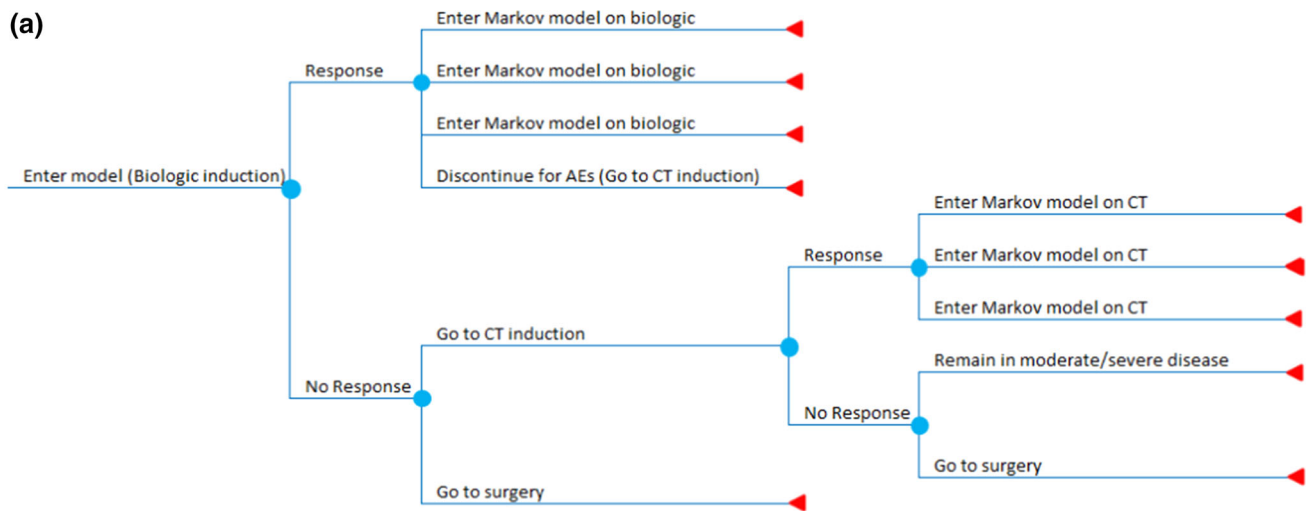 (a)
Enter model (Biologic induction)
Response
Enter Markov model on biologic
Enter Markov model on biologic
Enter Markov model on biologic
Discontinue for AEs (Go to CT induction)
No Response
Go to CT induction
Response
Enter Markov model on CT
Enter Markov model on CT
Enter Markov model on CT
No Response
Remain in moderate/severe disease
Go to surgery
Go to surgery